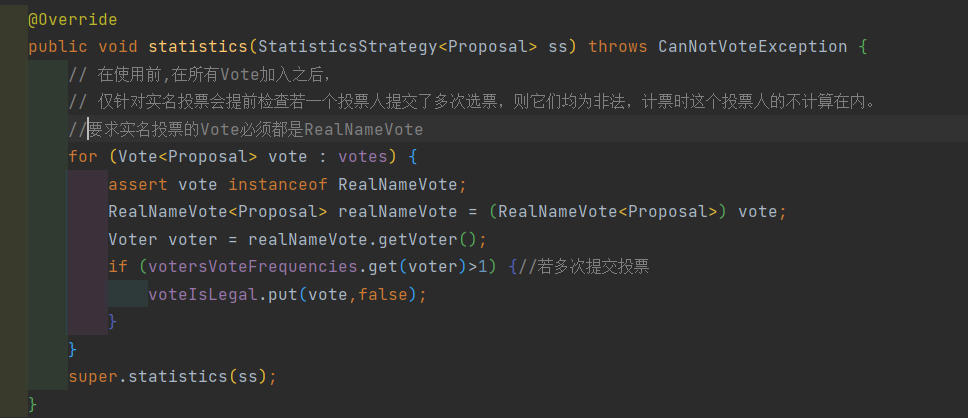 @Override
public void statistics(StatisticsStrategy<Proposal> ss) throws CanNotVoteException {
// 在使用前,在所有Vote加入之后，
// 仅针对实名投票会提前检查若一个投票人提交了多次选票，则它们均为非法，计票时这个投票人的不计算在内。
//要求实名投票的Vote必须都是RealNameVote
for (Vote<Proposal> vote : votes) {
assert vote instanceof RealNameVote;
RealNameVote<Proposal> realNameVote = (RealNameVote<Proposal>) vote;
Voter voter = realNameVote.getVoter();
if (votersVoteFrequencies.get(voter)>1) {//若多次提交投票
voteIsLegal.put(vote,false);
}
}
super.statistics(ss);
}